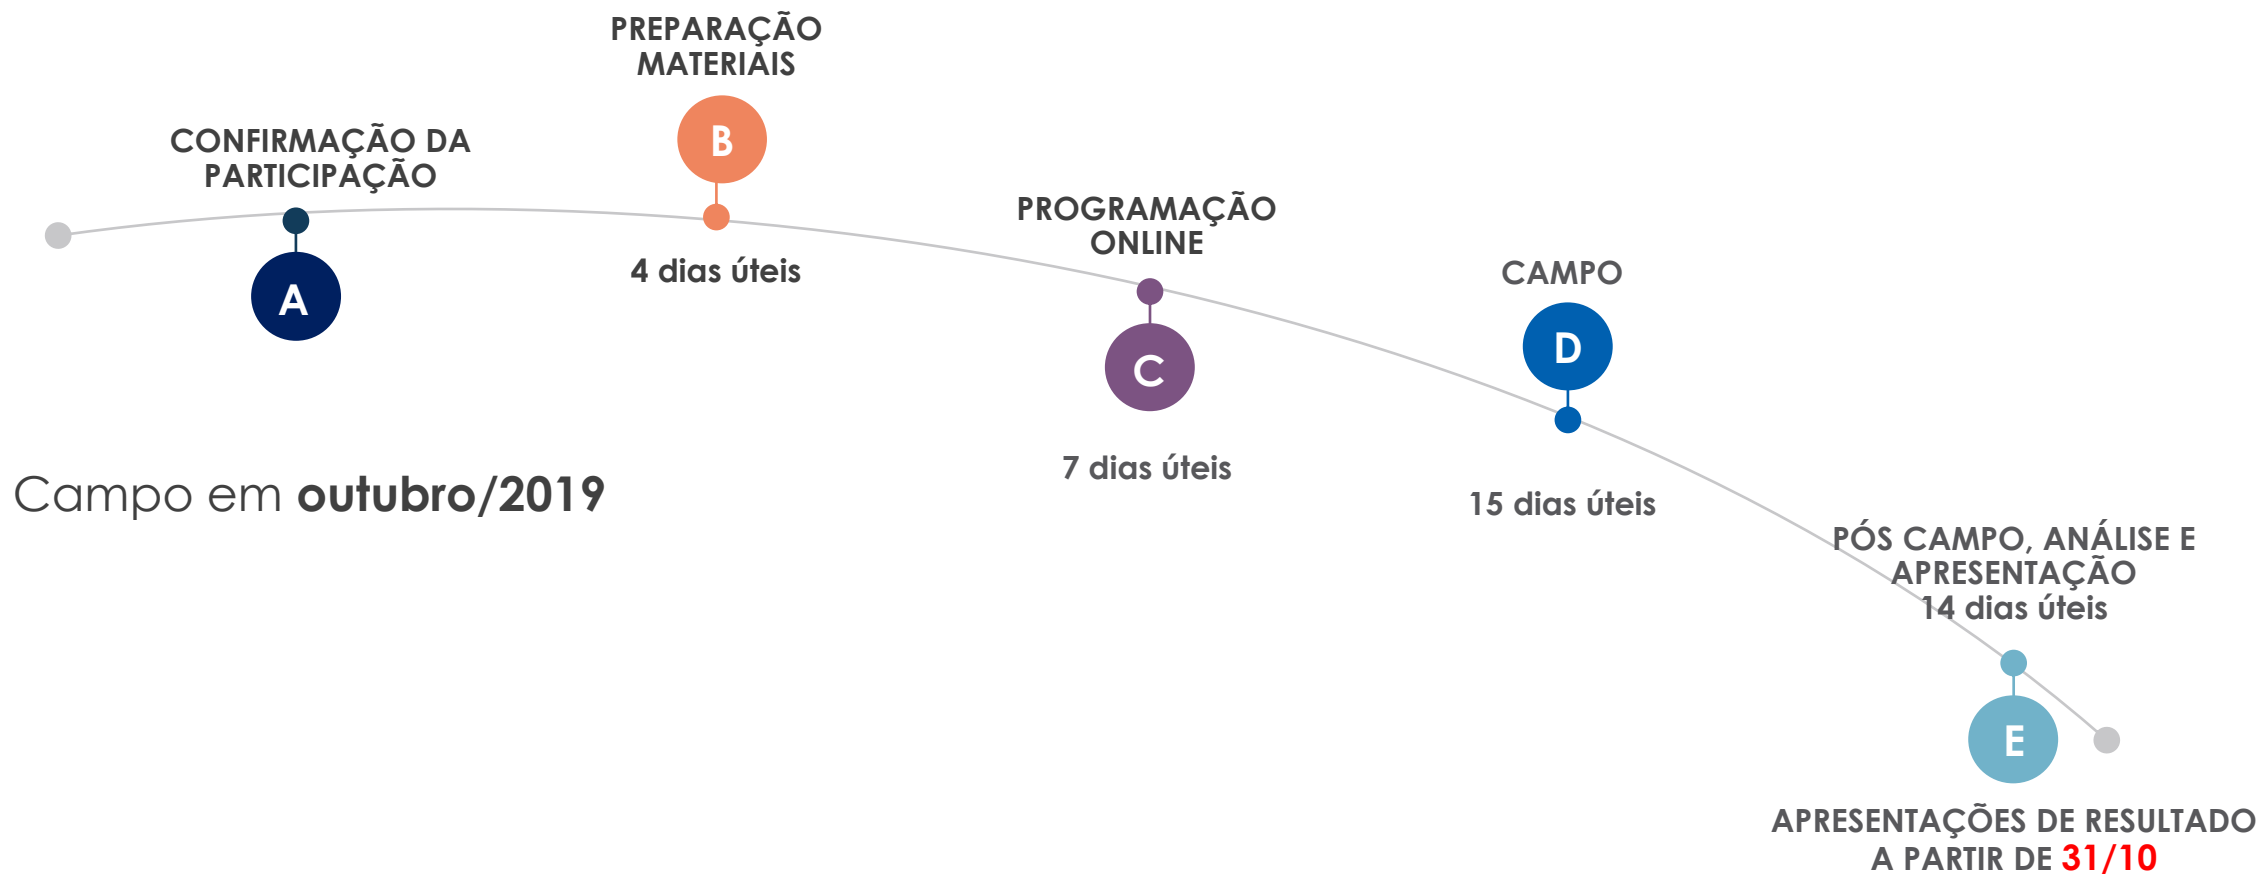 CONFIRMAÇÃO DA
PARTICIPAÇÃO
A
PREPARAÇÃO
MATERIAIS
B
4 dias úteis
PROGRAMAÇÃO
ONLINE
C
7 dias úteis
CAMPO
D
15 dias úteis
PÓS CAMPO, ANÁLISE E
APRESENTAÇÃO
14 dias úteis
E
APRESENTAÇÕES DE RESULTADO
A PARTIR DE 31/10
Campo em outubro/2019